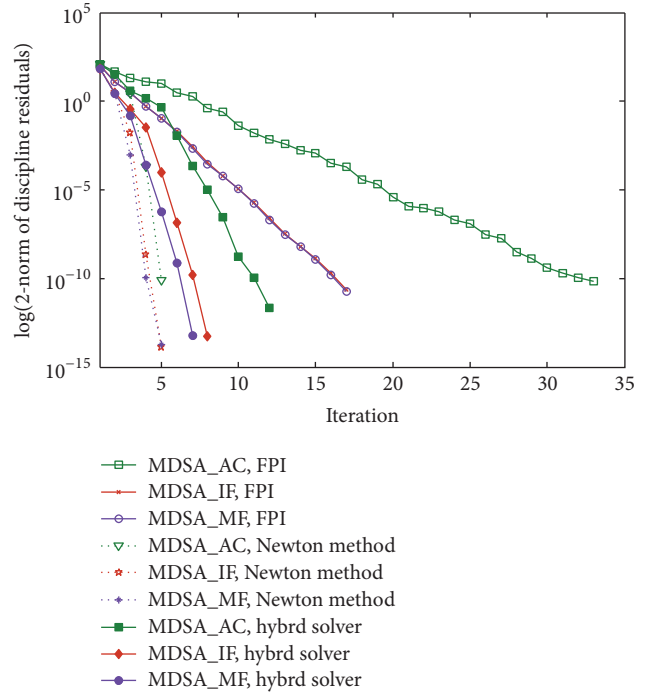 log(2-norm of discipline residuals)
10^5
10^0
10^-5
10^-10
10^-15
5
10
15
20
25
30
35
Iteration
MDSA_AC, FPI
MDSA_IF, FPI
MDSA_MF, FPI
MDSA_AC, Newton method
MDSA_IF, Newton method
MDSA_MF, Newton method
MDSA_AC, hybrd solver
MDSA_IF, hybrd solver
MDSA_MF, hybrd solver